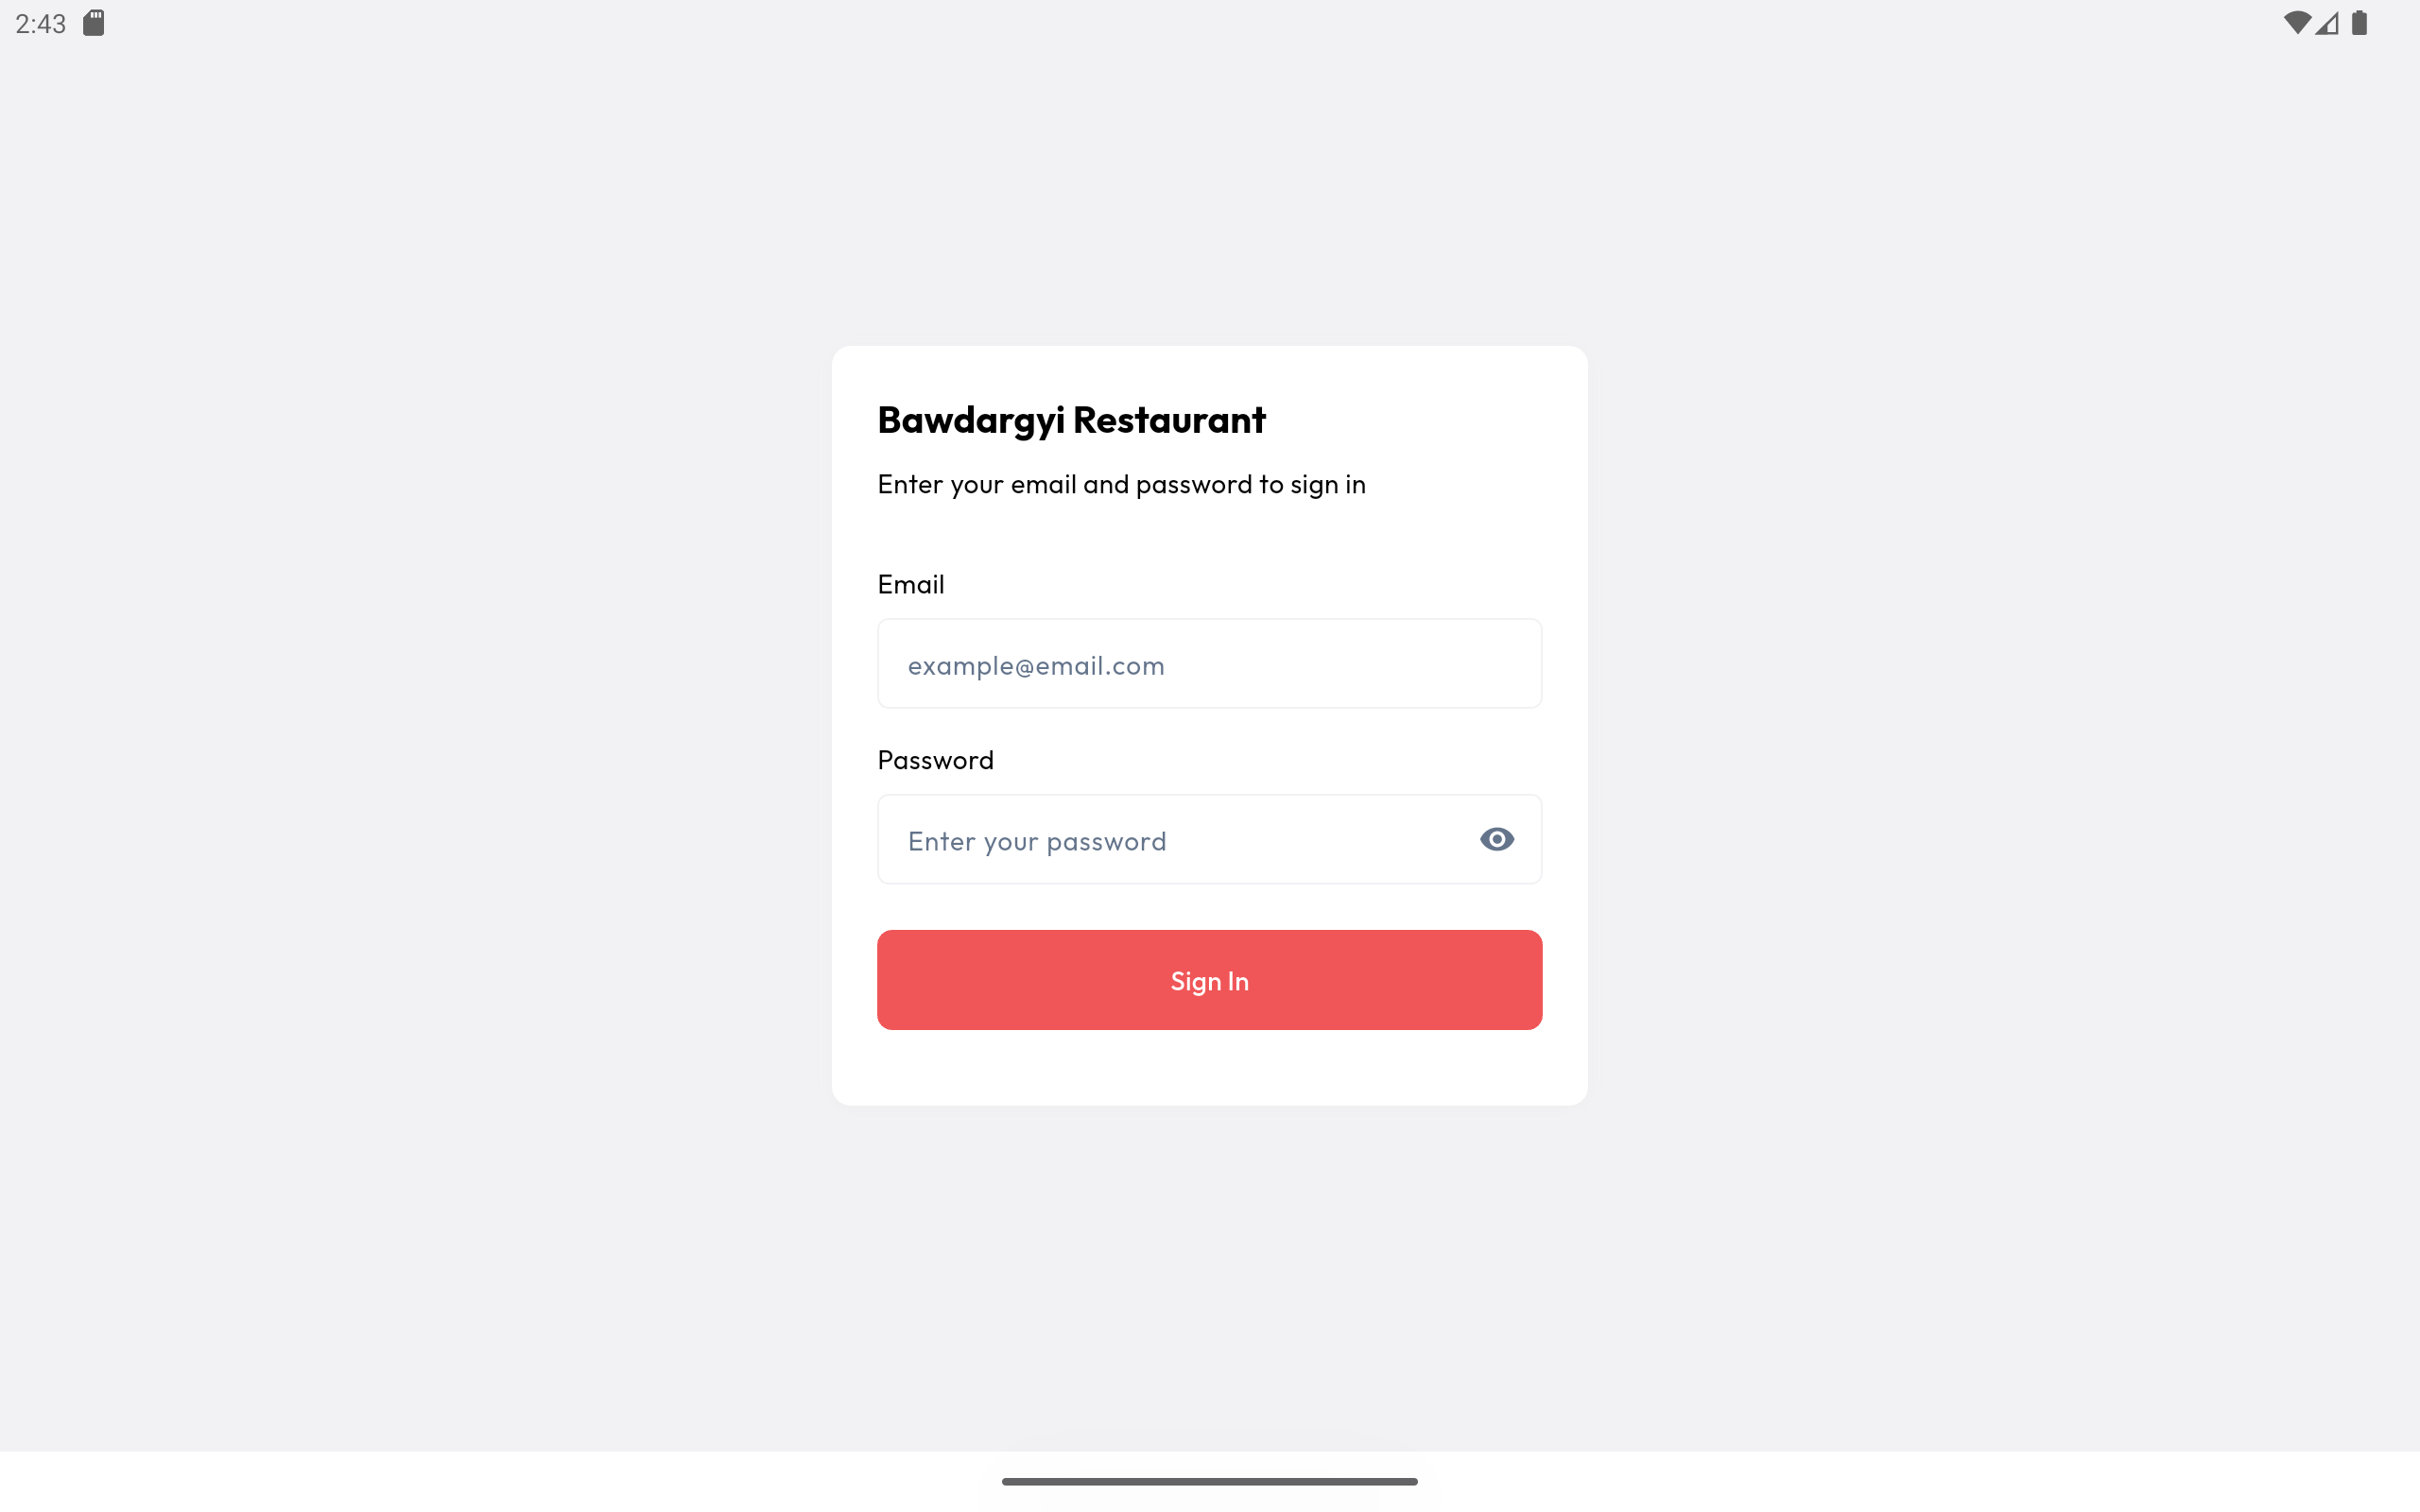 2:43
Bawdargyi Restaurant
Enter your email and password to sign in
Email
example@email.com
Password
Enter your password
Sign In